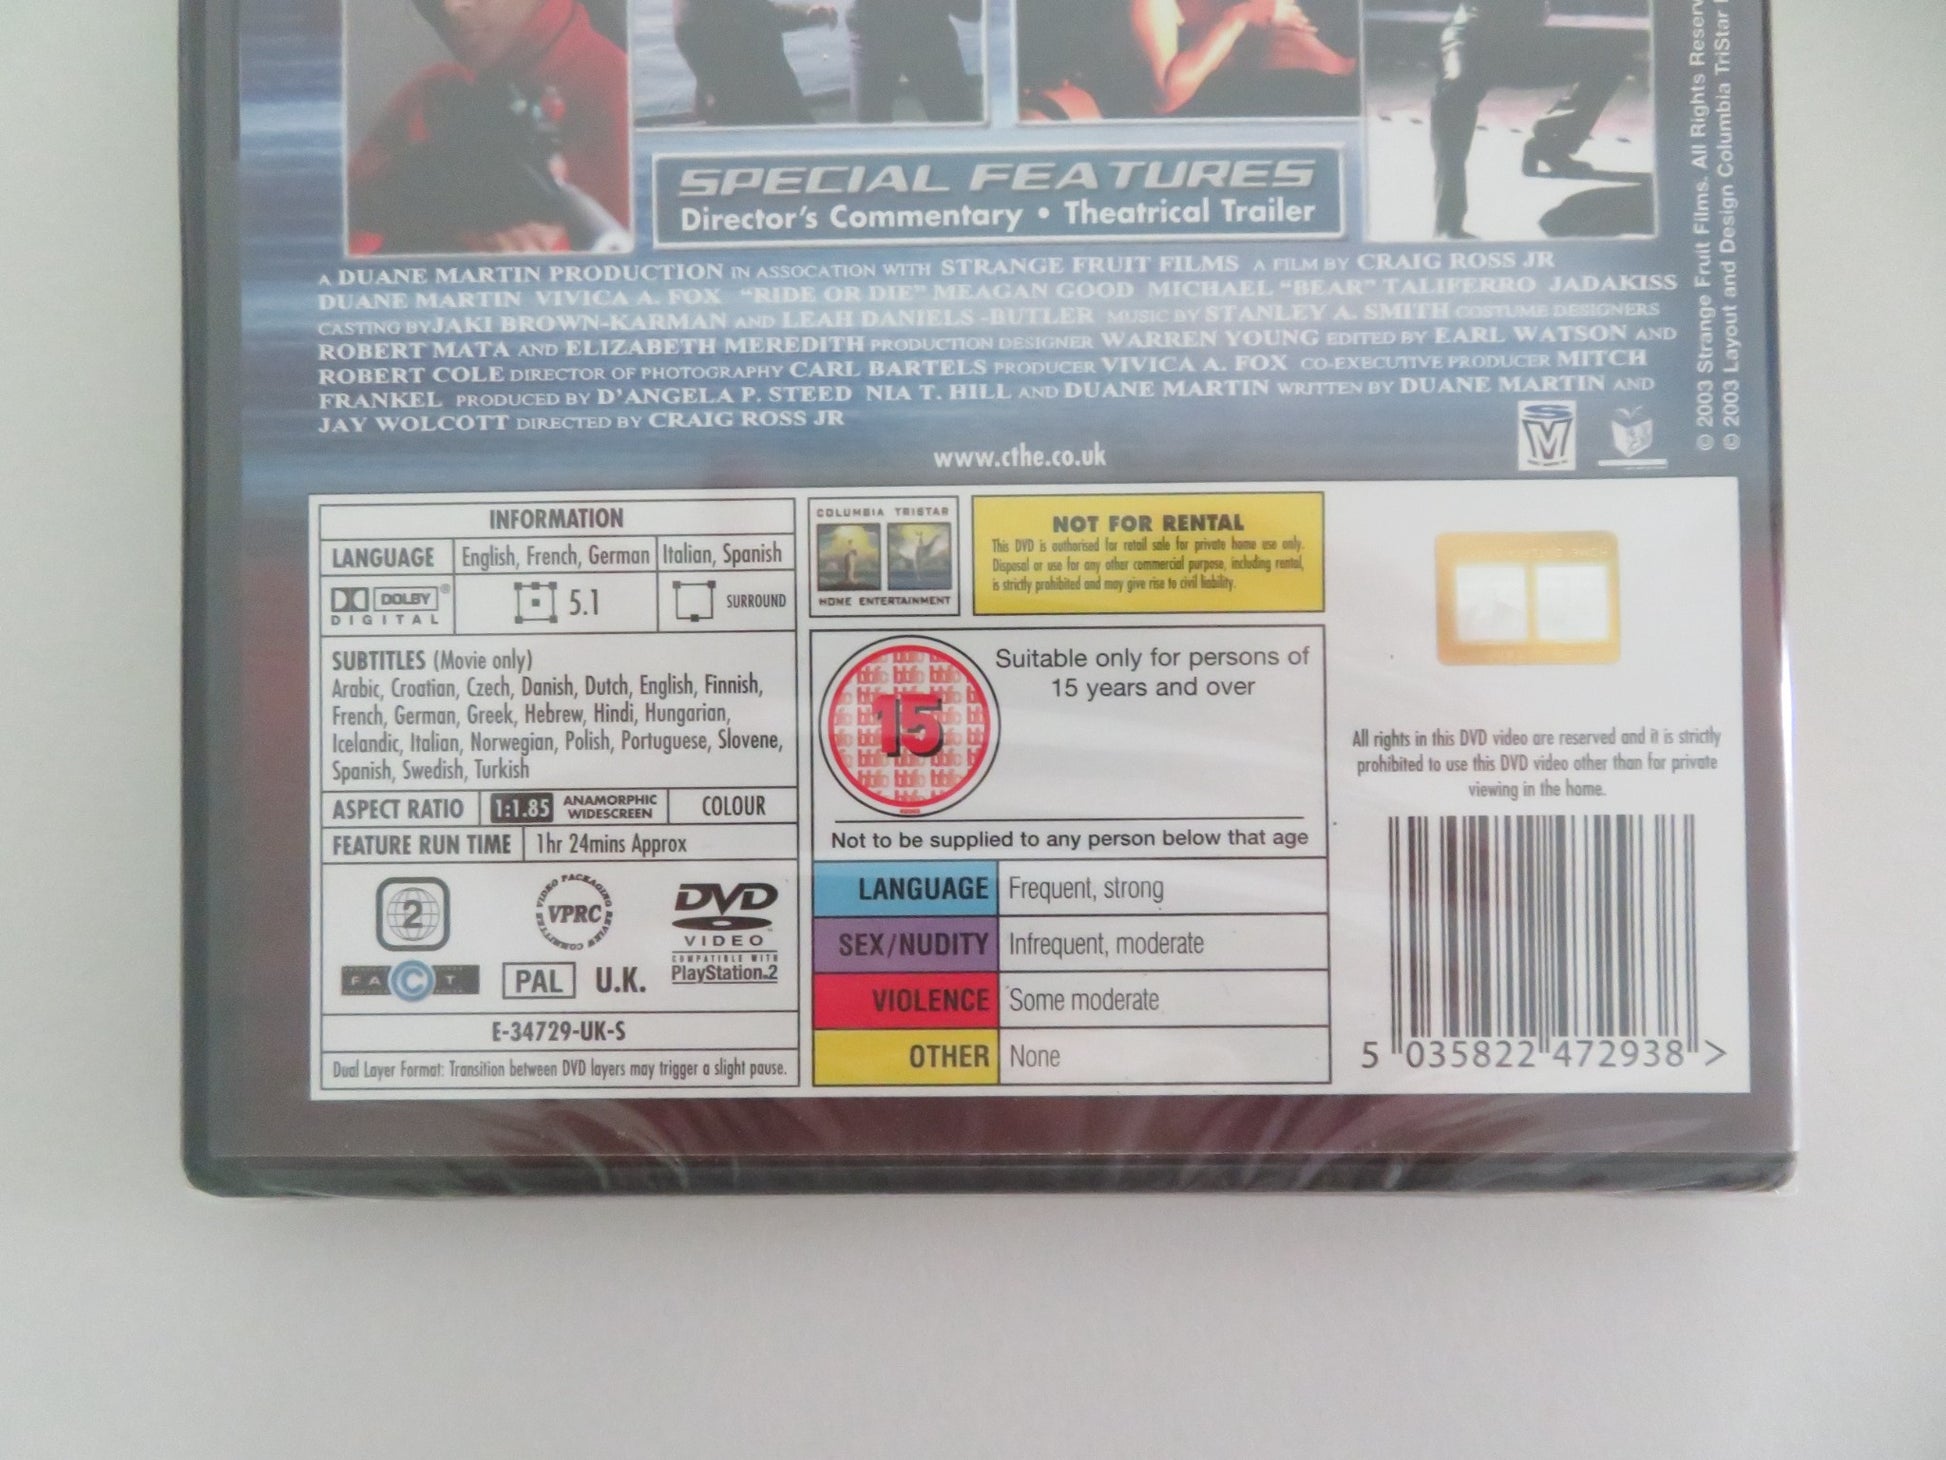 SPECIAL FEATURES
Director's Commentary • Theatrical Trailer
A DUANE MARTIN PRODUCTION IN ASSOCATION WITH STRANGE FRUIT FILMS A FILM BY CRAIG ROSS JR
DUANE MARTIN VIVICA A. FOX "RIDE OR DIE" MEAGAN GOOD MICHAEL "BEAR" TALIFERRO JADAKISS
CASTING BY JAKI BROWN-KARMAN AND LEAH DANIELS -BUTLER MUSIC BY STANLEY A. SMITH COSTUME DESIGNERS
ROBERT MATA AND ELIZABETH MEREDITH PRODUCTION DESIGNER WARREN YOUNG EDITED BY EARL WATSON AND
ROBERT COLE DIRECTOR OF PHOTOGRAPHY CARL BARTELS PRODUCER VIVICA A. FOX CO-EXECUTIVE PRODUCER MITCH
FRANKEL PRODUCED BY D'ANGELA P. STEED NIA T. HILL AND DUANE MARTIN WRITTEN BY DUANE MARTIN AND
JAY WOLCOTT DIRECTED BY CRAIG ROSS JR
www.cthe.co.uk
© 2003 Strange Fruit Films. All Rights Reserv
© 2003 Layout and Design Columbia TriStar
INFORMATION
LANGUAGE English, French, German Italian, Spanish
DOLBY DIGITAL 5.1 SURROUND
SUBTITLES (Movie only)
Arabic, Croatian, Czech, Danish, Dutch, English, Finnish,
French, German, Greek, Hebrew, Hindi, Hungarian,
Icelandic, Italian, Norwegian, Polish, Portuguese, Slovene,
Spanish, Swedish, Turkish
ASPECT RATIO 1:1.85 ANAMORPHIC WIDESCREEN COLOUR
FEATURE RUN TIME 1hr 24mins Approx
2
VIDEO PACKAGING REVIEW COMMITTEE
VPRC
DVD
VIDEO
COMPATIBLE WITH
PlayStation.2
FACT
PAL U.K.
E-34729-UK-S
Dual Layer Format: Transition between DVD layers may trigger a slight pause.
COLUMBIA TRISTAR
HOME ENTERTAINMENT
NOT FOR RENTAL
This DVD is authorised for retail sale for private home use only.
Disposal or use for any other commercial purpose, including rental,
is strictly prohibited and may give rise to civil liability.
15
Suitable only for persons of
15 years and over
Not to be supplied to any person below that age
LANGUAGE Frequent, strong
SEX/NUDITY Infrequent, moderate
VIOLENCE Some moderate
OTHER None
All rights in this DVD video are reserved and it is strictly
prohibited to use this DVD video other than for private
viewing in the home.
5 035822 472938 >